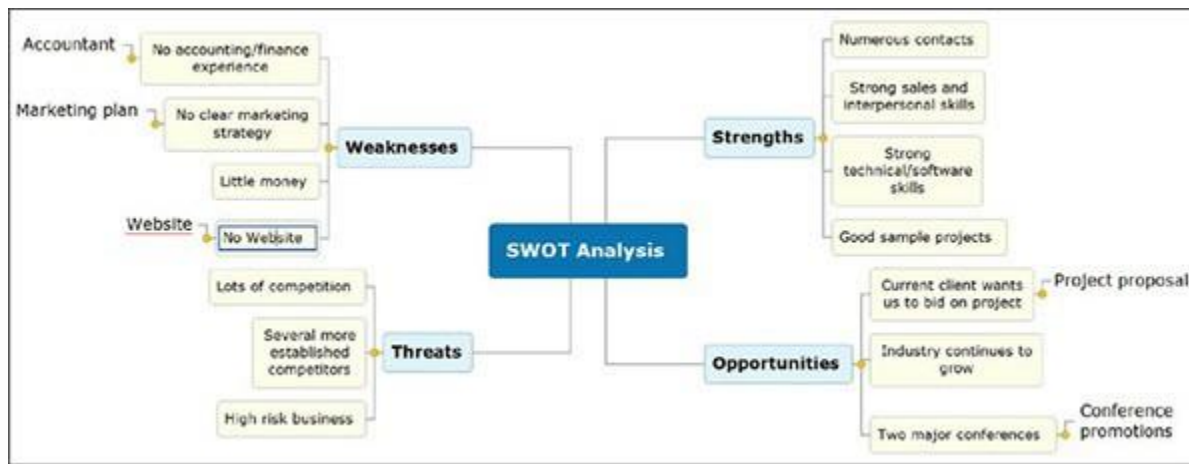 Accountant
No accounting/finance
experience
Marketing plan
No clear marketing
strategy
Weaknesses
Little money
Website
No Website
Lots of competition
Several more
established
competitors
Threats
High risk business
SWOT Analysis
Numerous contacts
Strong sales and
interpersonal skills
Strengths
Strong
technical/software
skills
Good sample projects
Current client wants
us to bid on project
Project proposal
Opportunities
Industry continues to
grow
Two major conferences
Conference
promotions